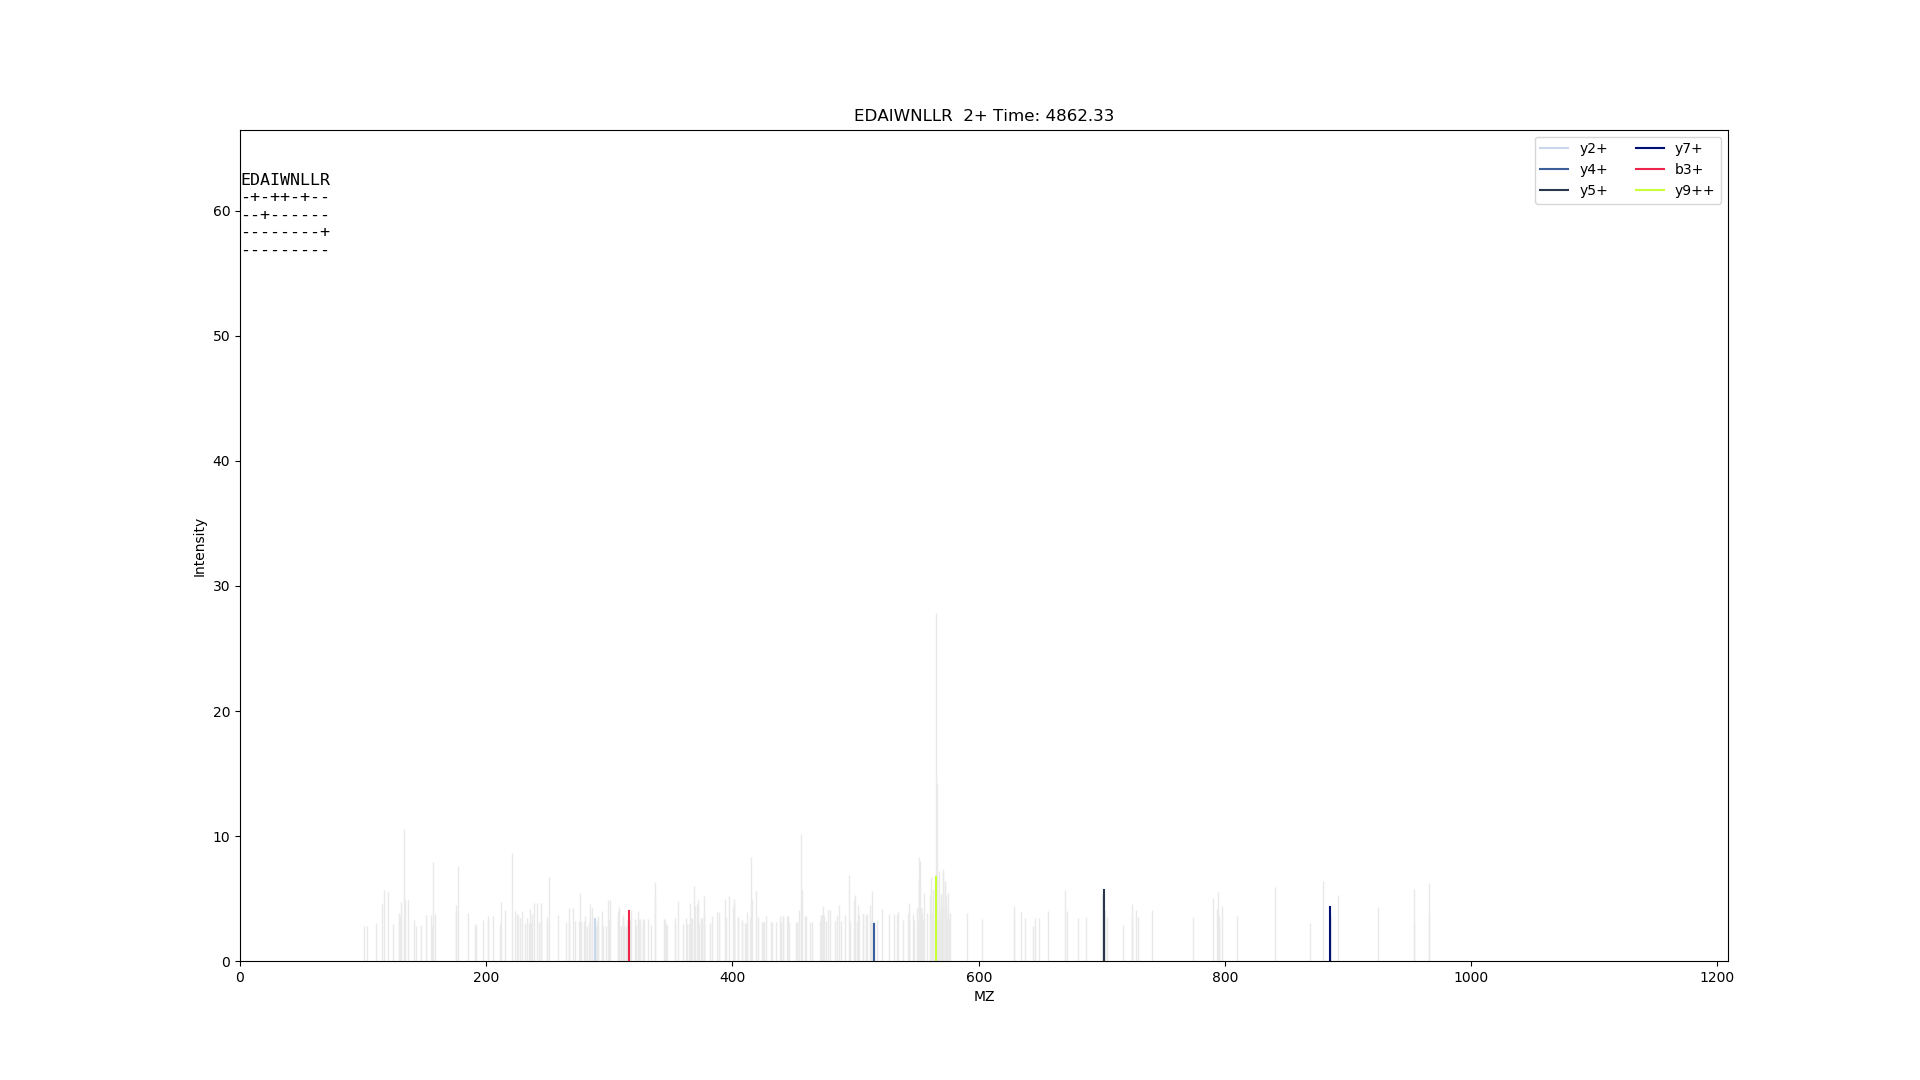 EDAIWNLLR  2+ Time: 4862.33
EDAIWNLLR
-+-++-+--
--+------
--------+
---------
y2+
y4+
y5+
y7+
b3+
y9++
60
50
40
30
20
10
0
Intensity
0 200 400 600 800 1000 1200
MZ